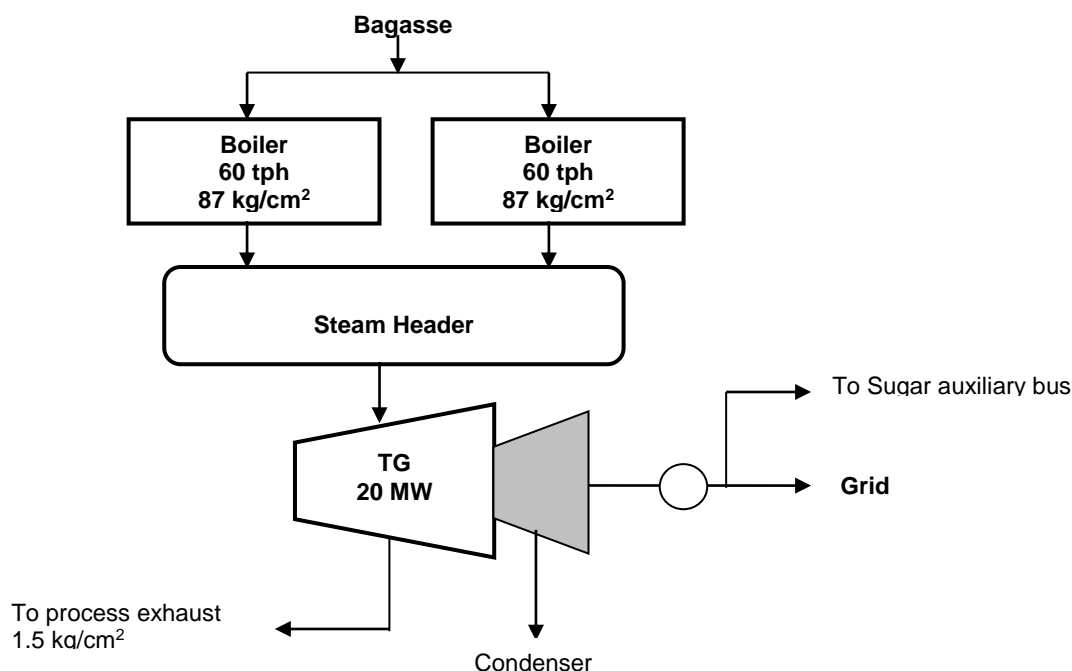 Bagasse
Boiler
60 tph
87 kg/cm²
Boiler
60 tph
87 kg/cm²
Steam Header
To Sugar auxiliary bus
TG
20 MW
Grid
To process exhaust
1.5 kg/cm²
Condenser